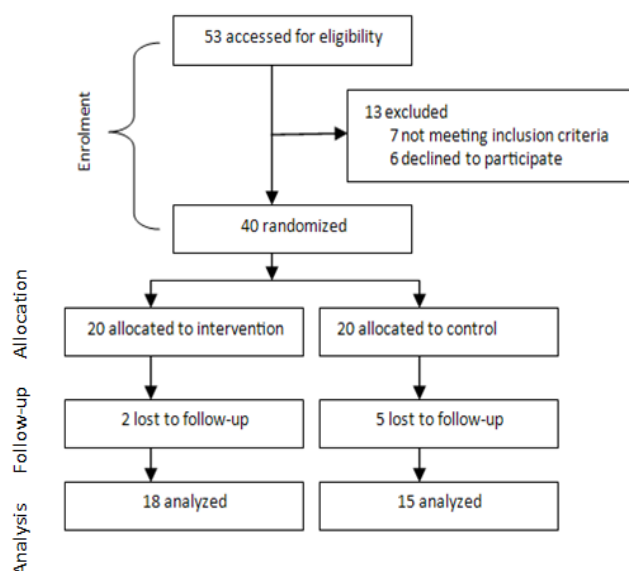 53 accessed for eligibility
Enrolment
13 excluded
7 not meeting inclusion criteria
6 declined to participate
40 randomized
Allocation
20 allocated to intervention
20 allocated to control
Follow-up
2 lost to follow-up
5 lost to follow-up
Analysis
18 analyzed
15 analyzed